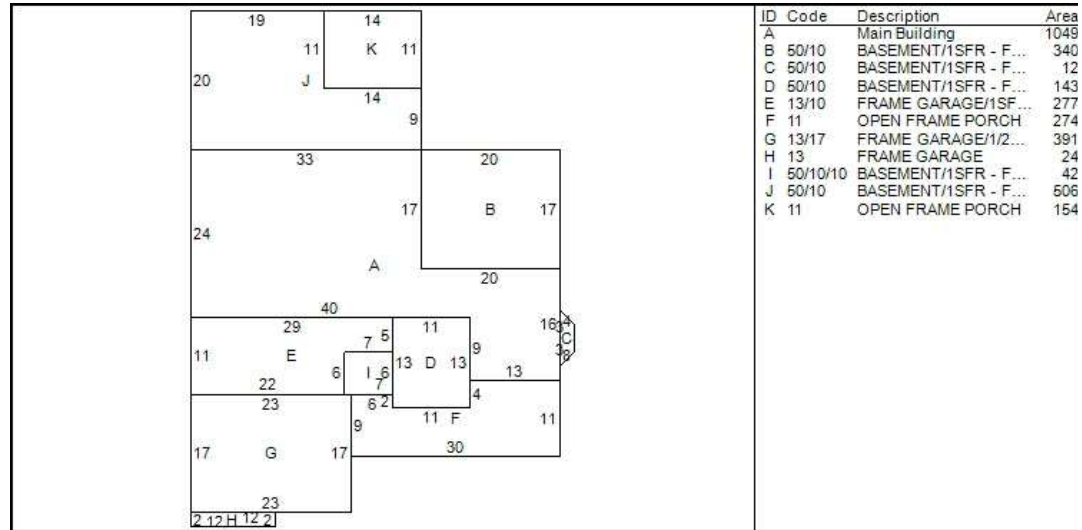 19 14
11 K 11
20 J
14
9
33 20
17 B 17
24
A
20
40
29 11 16 3 4
5 C
7 9
11 E 13 D 13 3 8
6 I 6 13
22 7
23 6 2 4
11 F 11
9
17 G 17 30
23
2 12 H 12 2
ID Code Description Area
A Main Building 1049
B 50/10 BASEMENT/1SFR - F... 340
C 50/10 BASEMENT/1SFR - F... 12
D 50/10 BASEMENT/1SFR - F... 143
E 13/10 FRAME GARAGE/1SF... 277
F 11 OPEN FRAME PORCH 274
G 13/17 FRAME GARAGE/1/2... 391
H 13 FRAME GARAGE 24
I 50/10/10 BASEMENT/1SFR - F... 42
J 50/10 BASEMENT/1SFR - F... 506
K 11 OPEN FRAME PORCH 154